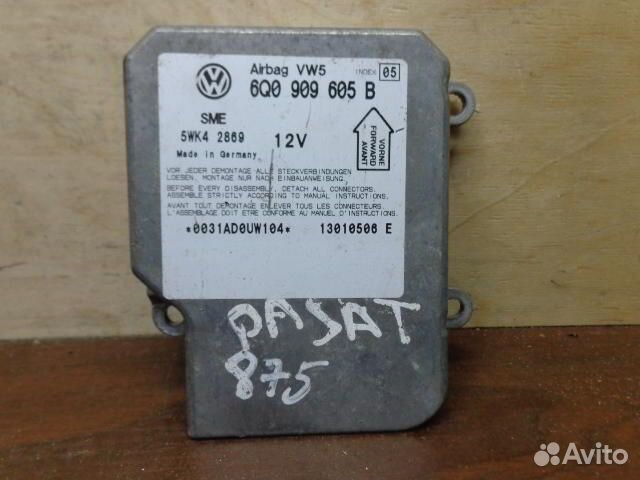 Airbag VW5 INDEX 05
6Q0 909 605 B
SME
5WK4 2869 12V
Made in Germany
VORNE
FORWARD
AVANT
VOR JEDER DEMONTAGE ALLE STECKVERBINDUNGEN
LOESEN. MONTAGE NUR NACH EINBAUANWEISUNG.
BEFORE EVERY DISASSEMBLY, DETACH ALL CONNECTORS.
ASSEMBLE STRICTLY ACCORDING TO MANUAL INSTRUCTIONS.
AVANT TOUT DEMONTAGE ENLEVER TOUS LES CONNECTEURS.
L'ASSEMBLAGE DOIT ETRE CONFORME AU MANUEL D'INSTRUCTIONS.
*0031AD0UW104* 13010506 E
PASAT
875
Avito